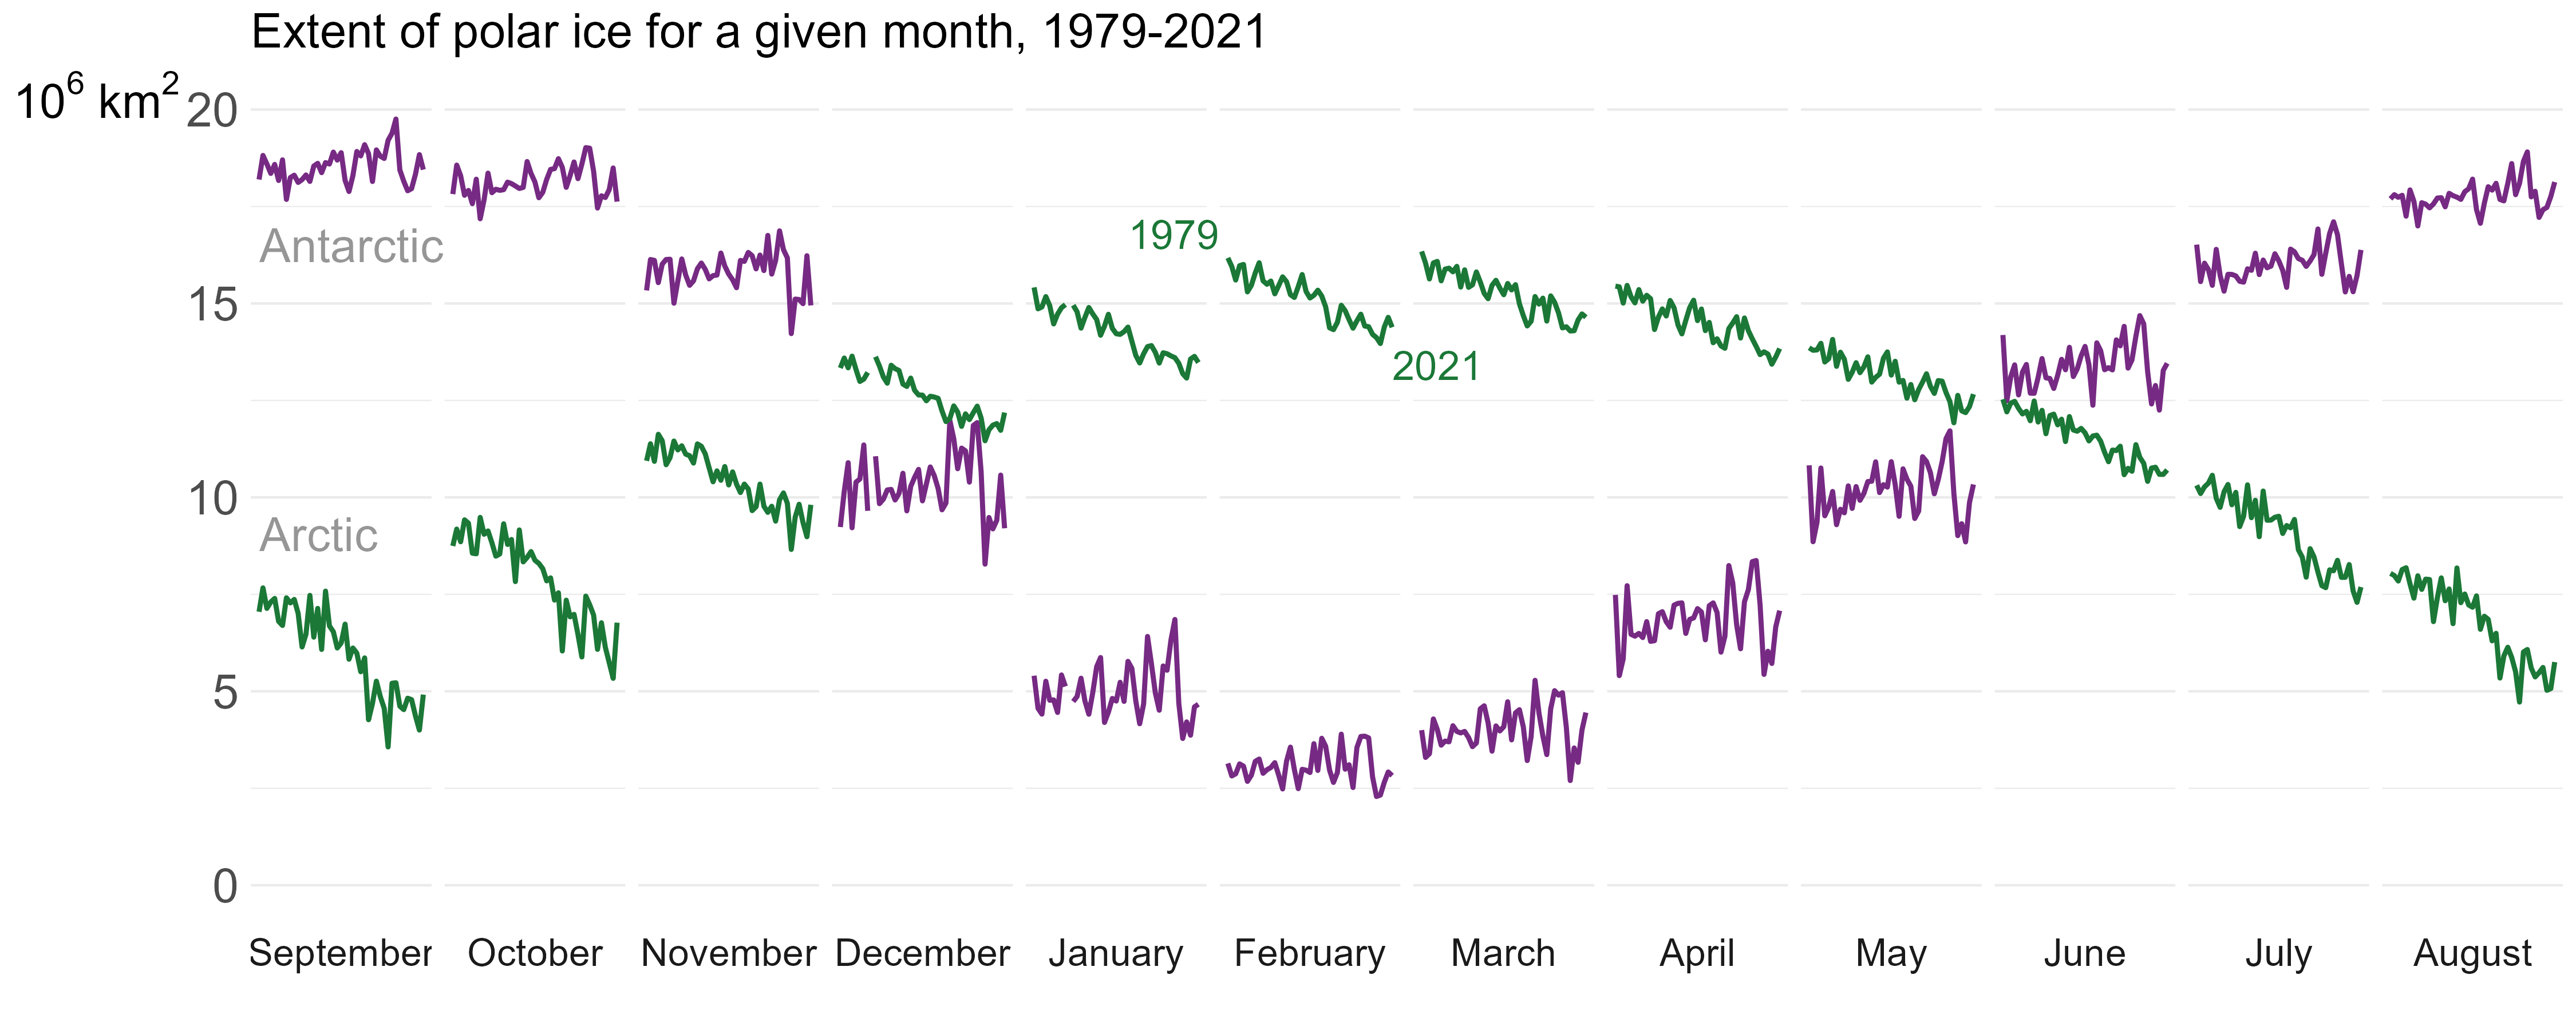 Extent of polar ice for a given month, 1979-2021
10⁶ km² 20
Antarctic
1979
15
2021
10
Arctic
5
0
September October November December January February March April May June July August